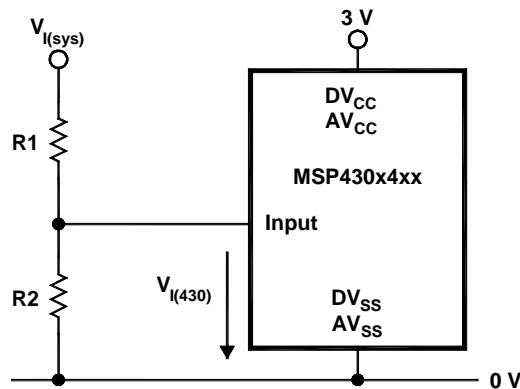 3 V
V_I(sys)
DV_CC
AV_CC
R1
MSP430x4xx
Input
V_I(430)
R2
DV_SS
AV_SS
0 V